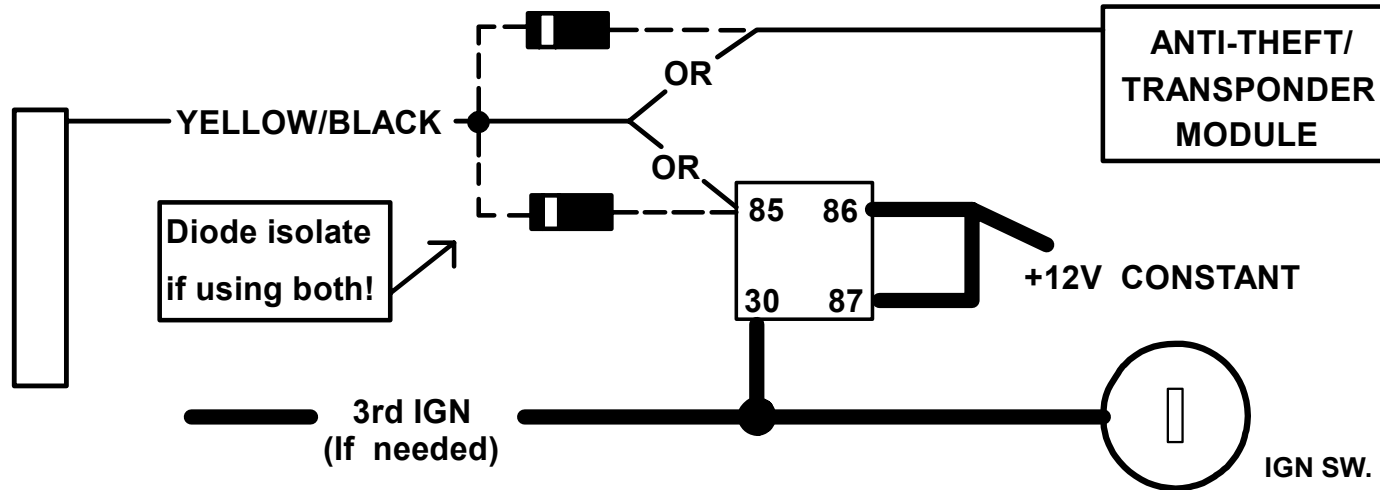 ANTI-THEFT/
TRANSPONDER
MODULE
OR
YELLOW/BLACK
OR
Diode isolate
if using both!
85 86
30 87
+12V CONSTANT
3rd IGN
(If needed)
IGN SW.